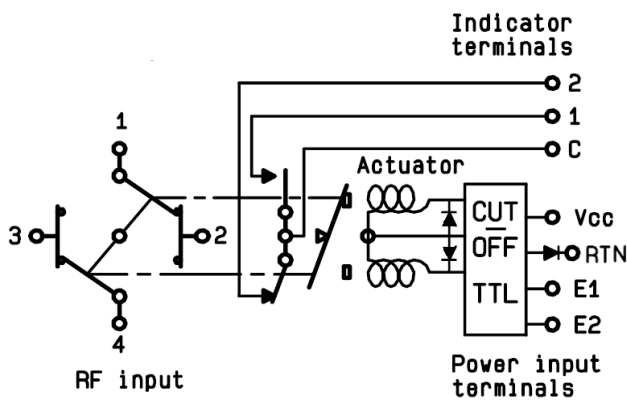 Indicator
terminals
2
1
C
1
Actuator
3
2
CUT
OFF
TTL
Vcc
RTN
E1
E2
4
RF input
Power input
terminals